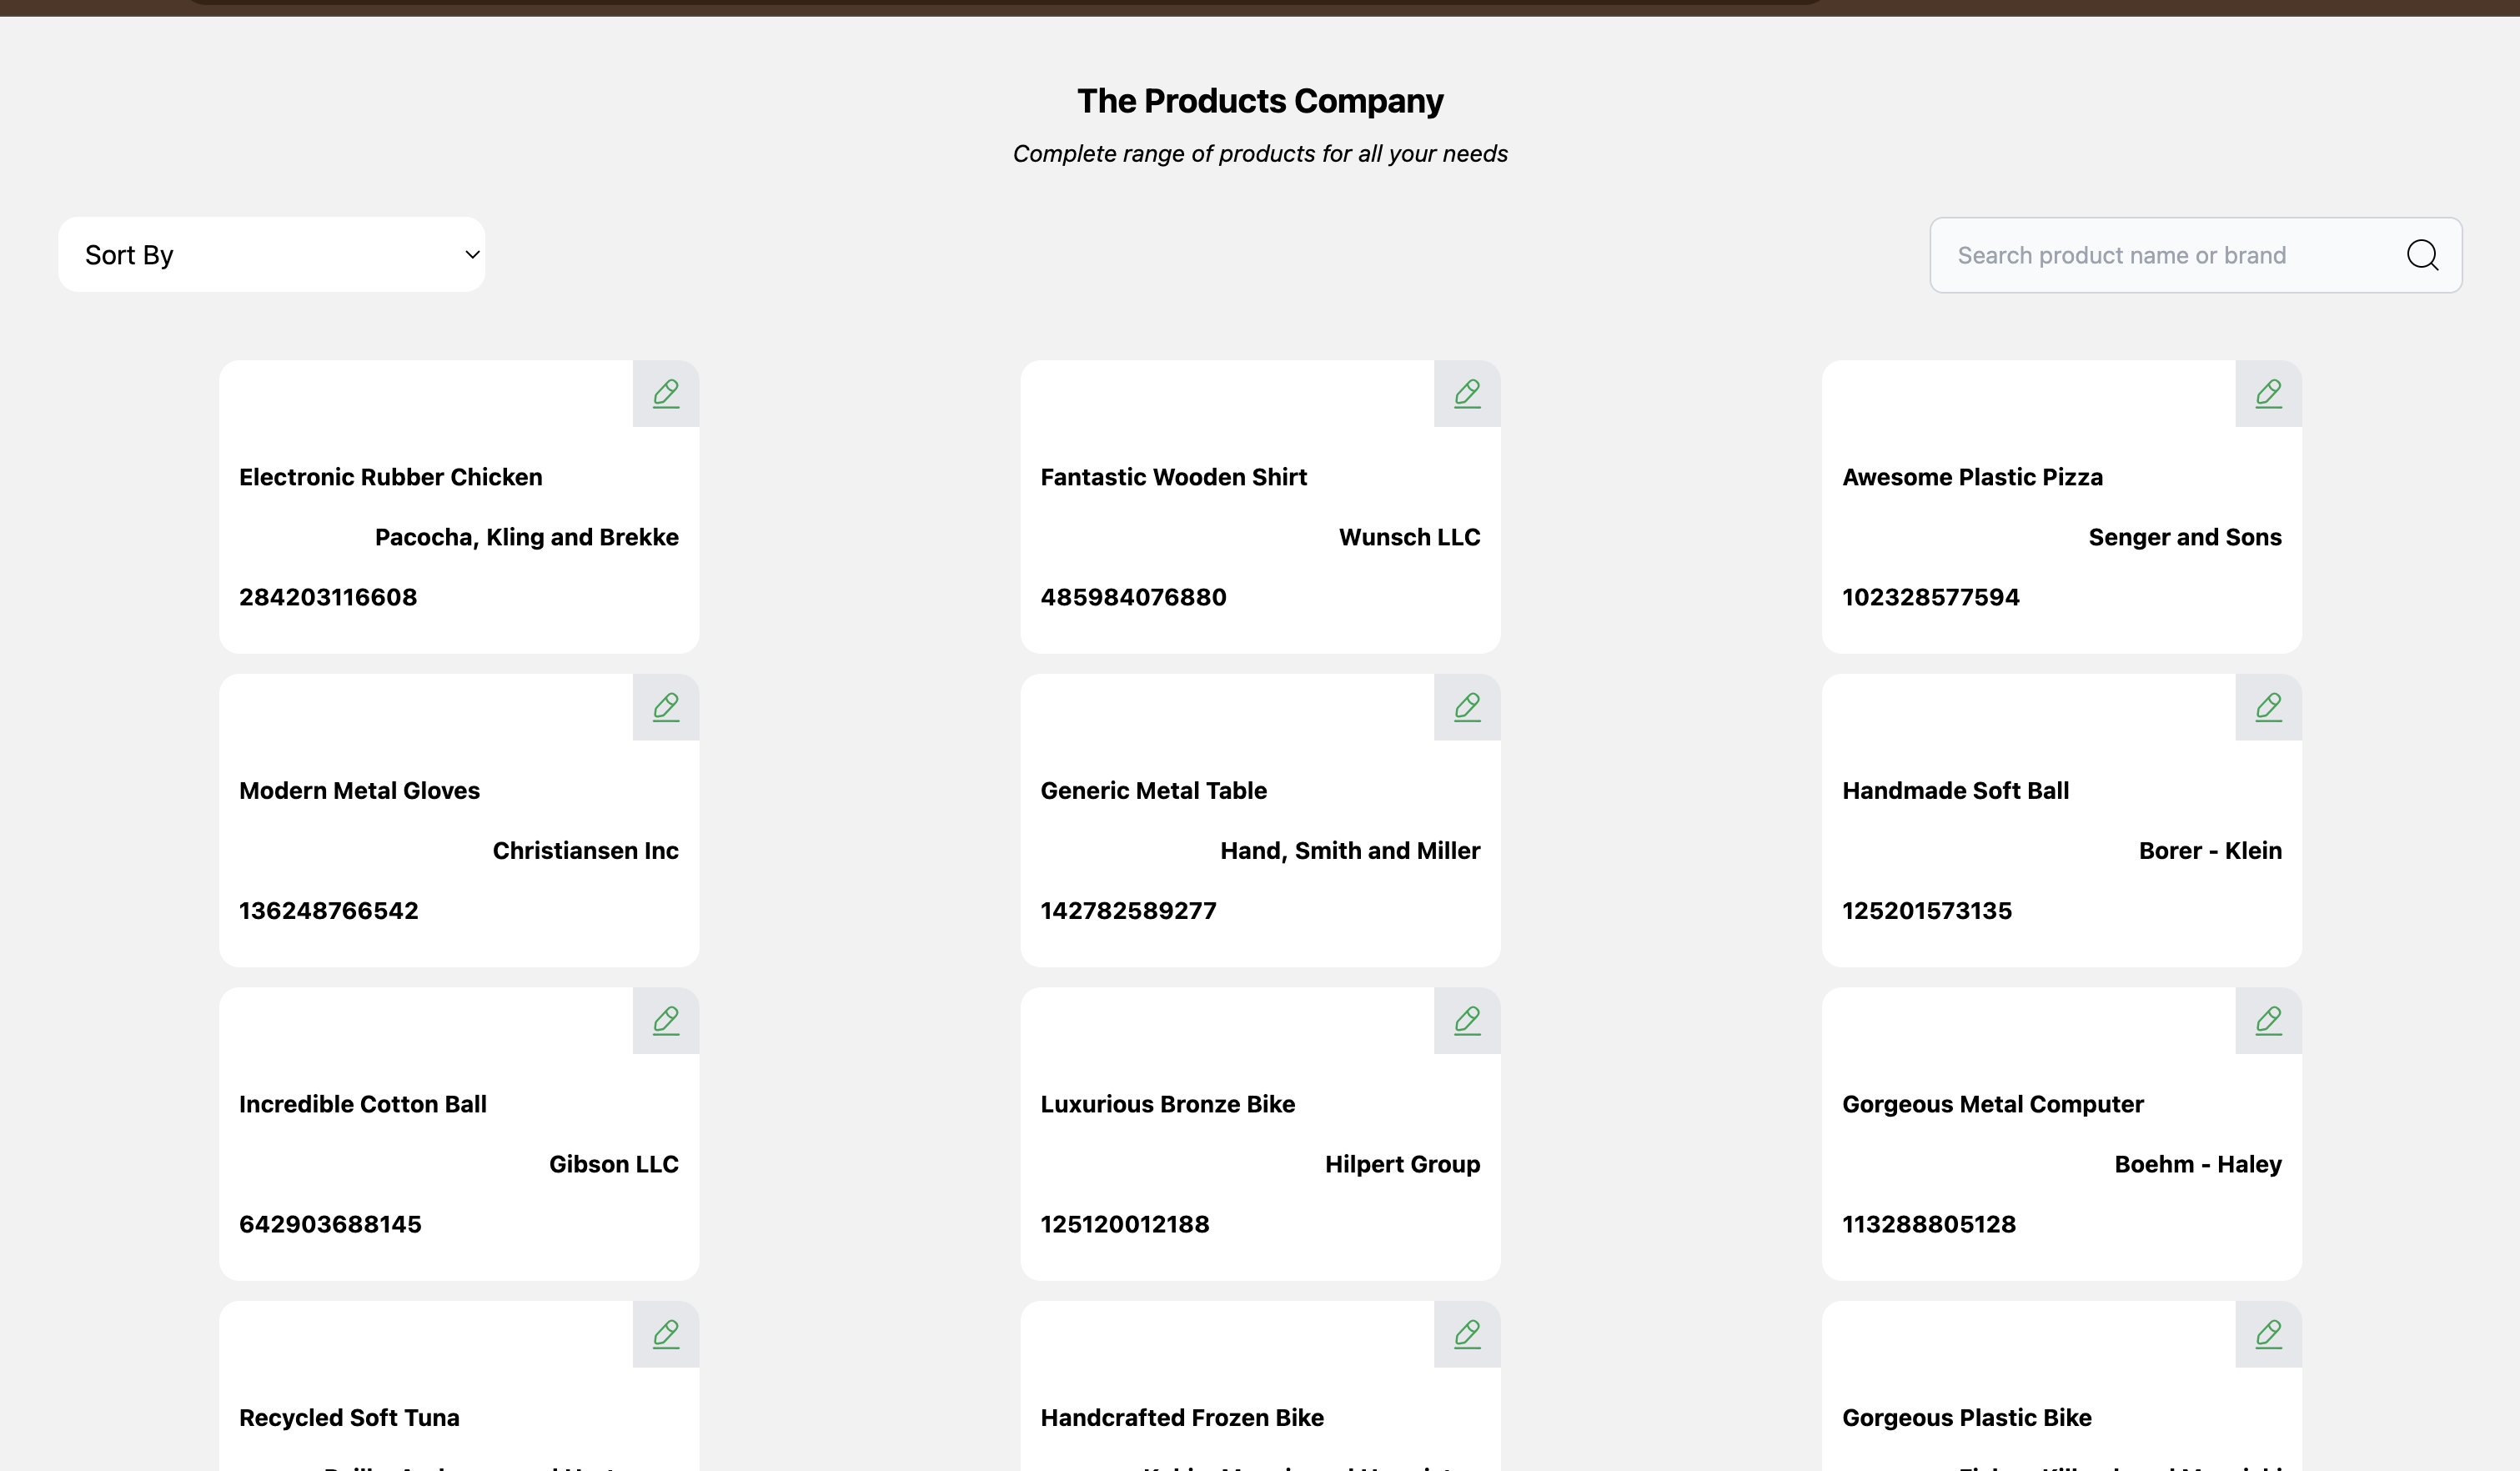 The Products Company
Complete range of products for all your needs
Sort By
Search product name or brand
Electronic Rubber Chicken
Pacocha, Kling and Brekke
284203116608
Fantastic Wooden Shirt
Wunsch LLC
485984076880
Awesome Plastic Pizza
Senger and Sons
102328577594
Modern Metal Gloves
Christiansen Inc
136248766542
Generic Metal Table
Hand, Smith and Miller
142782589277
Handmade Soft Ball
Borer - Klein
125201573135
Incredible Cotton Ball
Gibson LLC
642903688145
Luxurious Bronze Bike
Hilpert Group
125120012188
Gorgeous Metal Computer
Boehm - Haley
113288805128
Recycled Soft Tuna
Handcrafted Frozen Bike
Gorgeous Plastic Bike